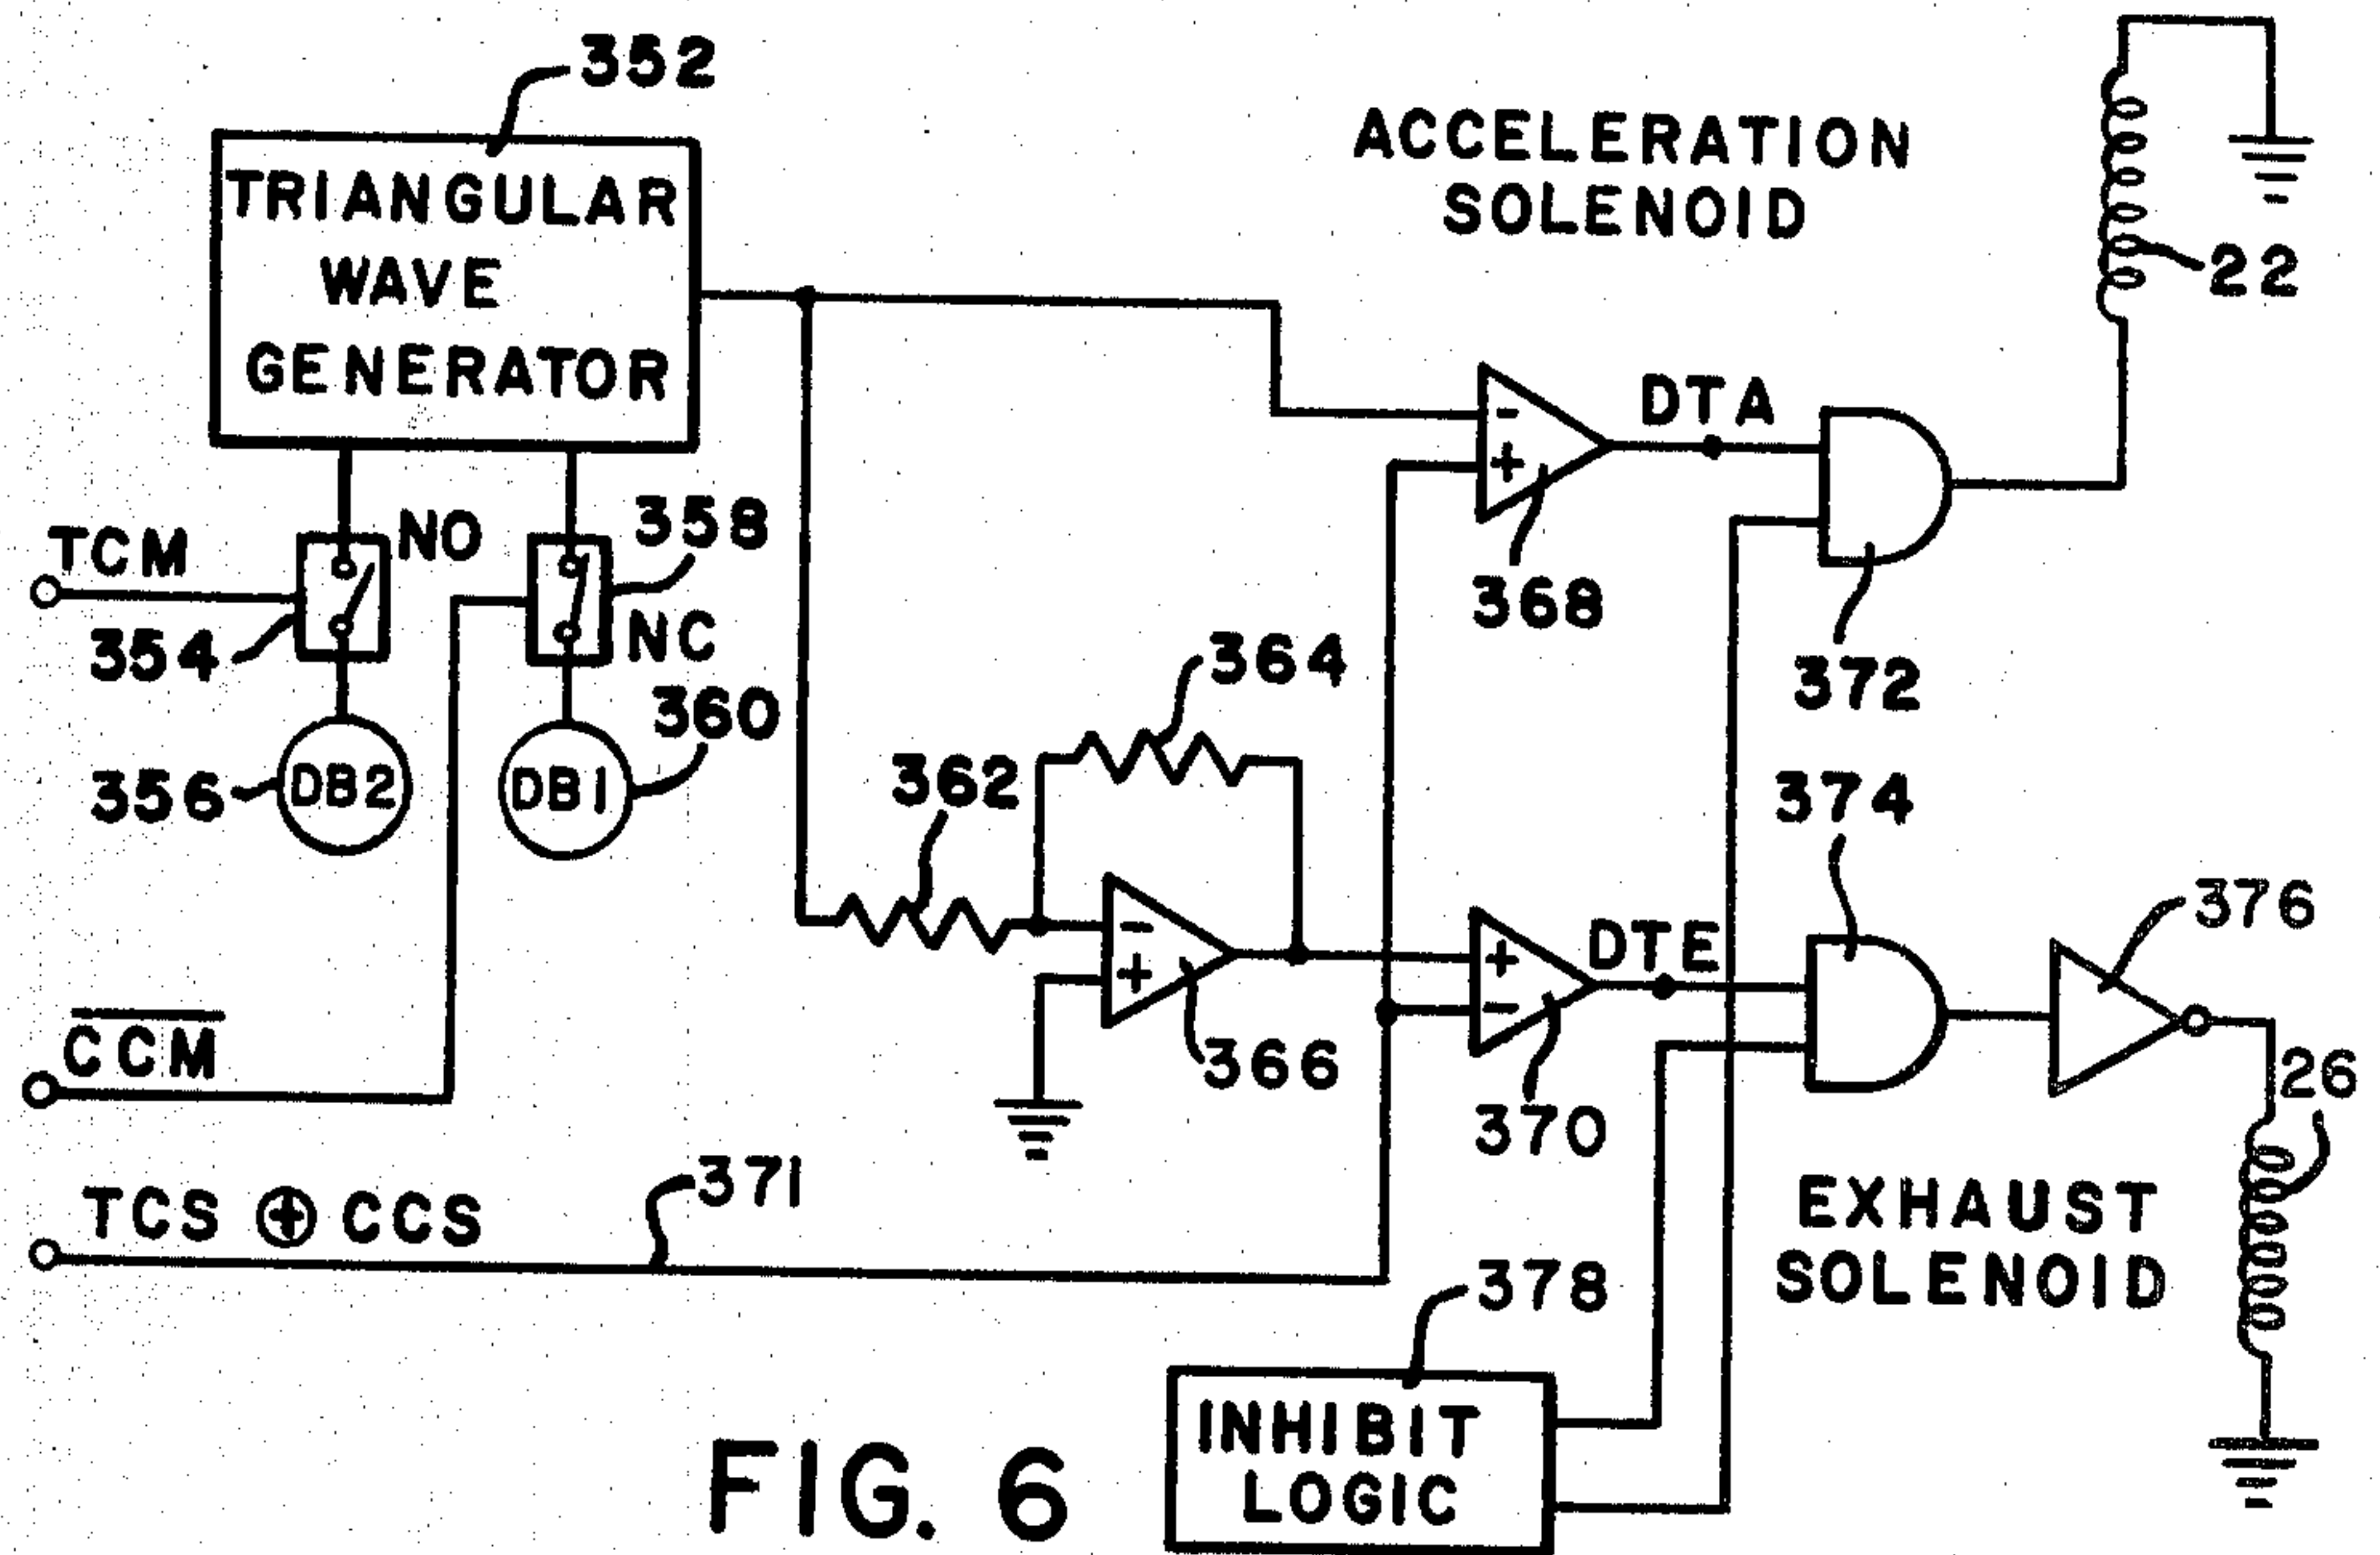 352
TRIANGULAR
WAVE
GENERATOR
ACCELERATION
SOLENOID
22
TCM
NO
358
354
NC
356
DB2
DB1
360
-
+
DTA
368
372
364
362
-
+
366
+
-
DTE
370
374
376
26
C̅C̅M̅
TCS ⊕ CCS
371
EXHAUST
SOLENOID
378
INHIBIT
LOGIC
FIG. 6